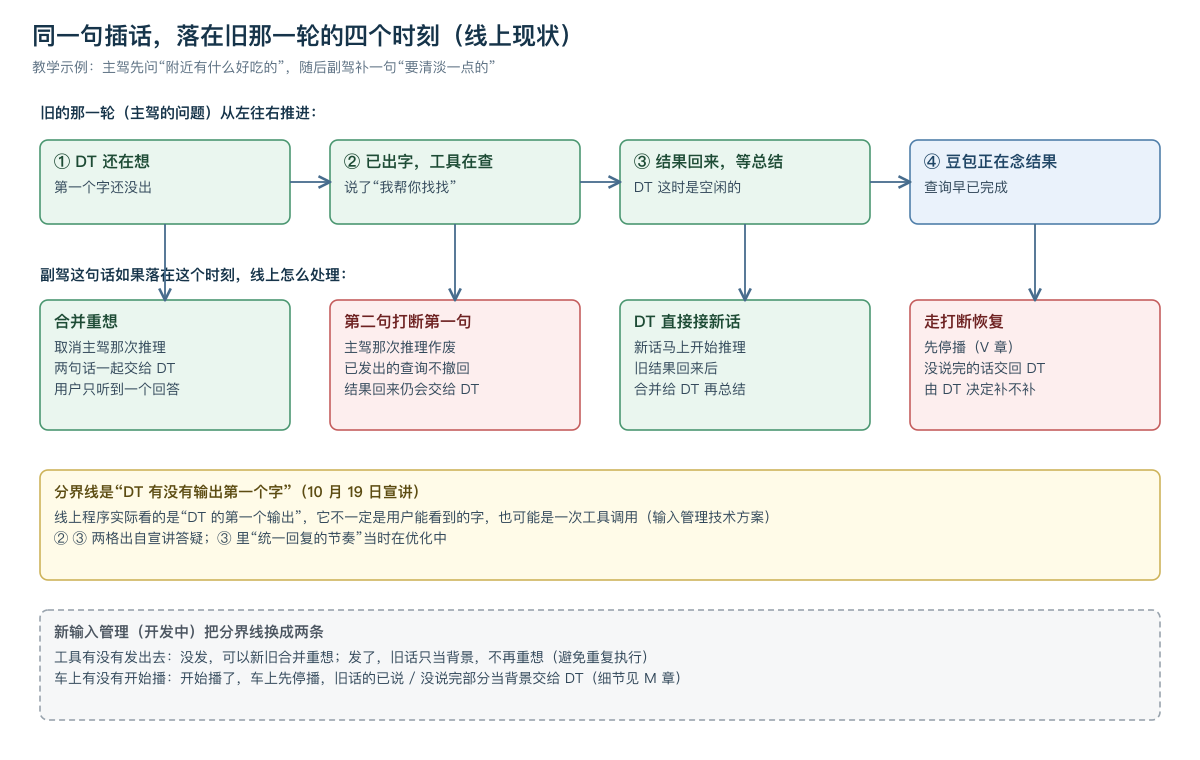 同一句插话，落在旧那一轮的四个时刻（线上现状）
教学示例：主驾先问“附近有什么好吃的”，随后副驾补一句“要清淡一点的”
旧的那一轮（主驾的问题）从左往右推进：
① DT 还在想
第一个字还没出
② 已出字，工具在查
说了“我帮你找找”
③ 结果回来，等总结
DT 这时是空闲的
④ 豆包正在念结果
查询早已完成
副驾这句话如果落在这个时刻，线上怎么处理：
合并重想
取消主驾那次推理
两句话一起交给 DT
用户只听到一个回答
第二句打断第一句
主驾那次推理作废
已发出的查询不撤回
结果回来仍会交给 DT
DT 直接接新话
新话马上开始推理
旧结果回来后
合并给 DT 再总结
走打断恢复
先停播（V 章）
没说完的话交回 DT
由 DT 决定补不补
分界线是“DT 有没有输出第一个字”（10 月 19 日宣讲）
线上程序实际看的是“DT 的第一个输出”，它不一定是用户能看到的字，也可能是一次工具调用（输入管理技术方案）
② ③ 两格出自宣讲答疑；③ 里“统一回复的节奏”当时在优化中
新输入管理（开发中）把分界线换成两条
工具有没有发出去：没发，可以新旧合并重想；发了，旧话只当背景，不再重想（避免重复执行）
车上有没有开始播：开始播了，车上先停播，旧话的已说 / 没说完部分当背景交给 DT（细节见 M 章）